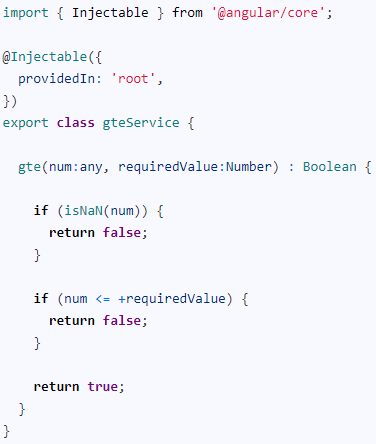 import { Injectable } from '@angular/core';
@Injectable({
  providedIn: 'root',
})
export class gteService {
  gte(num:any, requiredValue:Number) : Boolean {
    if (isNaN(num)) {
      return false;
    }
    if (num <= +requiredValue) {
      return false;
    }
    return true;
  }
}